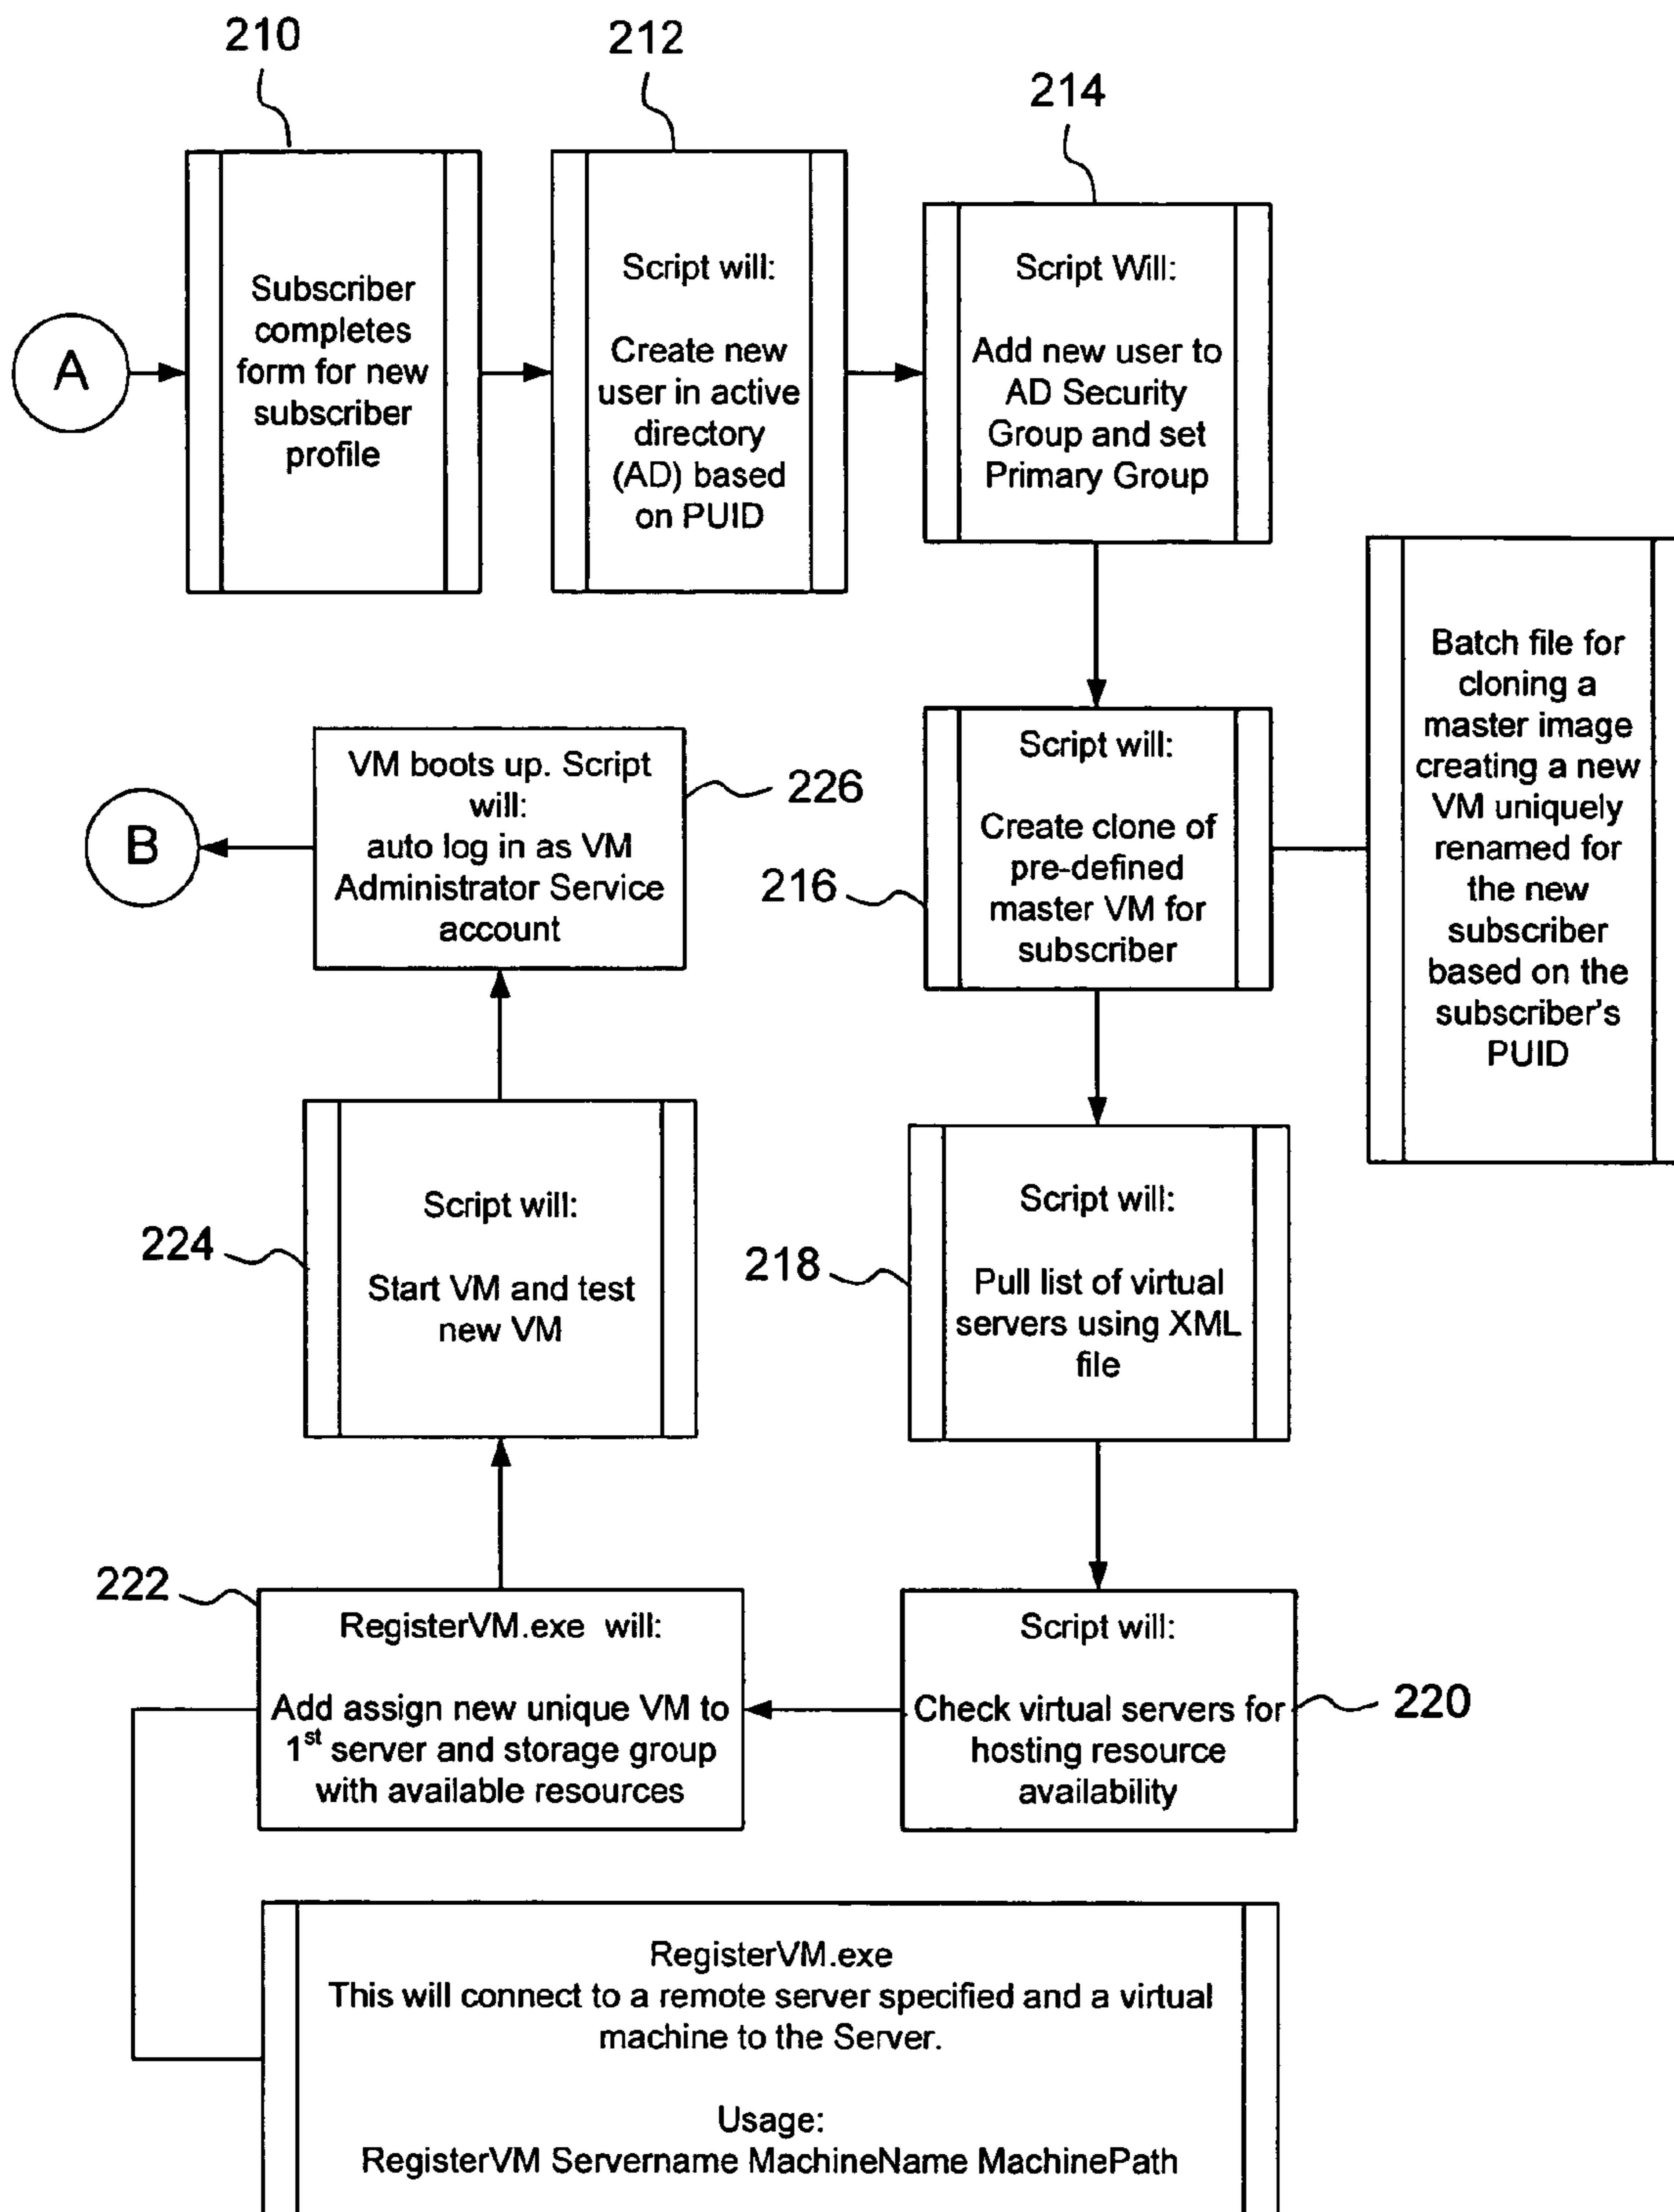 210
212
214
A
Subscriber
completes
form for new
subscriber
profile
Script will:
Create new
user in active
directory
(AD) based
on PUID
Script Will:
Add new user to
AD Security
Group and set
Primary Group
Batch file for
cloning a
master image
creating a new
VM uniquely
renamed for
the new
subscriber
based on the
subscriber's
PUID
216
Script will:
Create clone of
pre-defined
master VM for
subscriber
B
VM boots up. Script
will:
auto log in as VM
Administrator Service
account
226
224
Script will:
Start VM and test
new VM
218
Script will:
Pull list of virtual
servers using XML
file
222
RegisterVM.exe will:
Add assign new unique VM to
1st server and storage group
with available resources
Script will:
Check virtual servers for
hosting resource
availability
220
RegisterVM.exe
This will connect to a remote server specified and a virtual
machine to the Server.
Usage:
RegisterVM Servername MachineName MachinePath